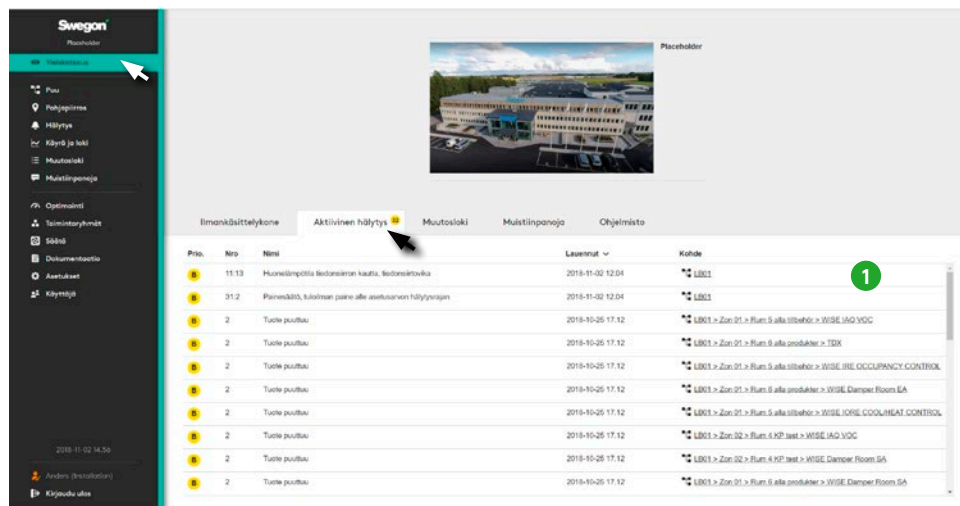 Swegon
Placeholder
Yleiskatsaus
Puu
Pohjapiirros
Hälytys
Käyrä ja loki
Muutosloki
Muistiinpanoja
Optimointi
Toimintaryhmät
Säätö
Dokumentaatio
Asetukset
Käyttäjä
2018-11-02 14.56
Anders (Installation)
Kirjaudu ulos
Placeholder
Ilmankäsittelykone Aktiivinen hälytys Muutosloki Muistiinpanoja Ohjelmisto
Prio. Nro Nimi Lauennut Kohde
B 11:13 Huonelämpötila tiedonsiirron kautta, tiedonsiirtovika 2018-11-02 12.04 LB01
B 31:2 Painesäätö, tuloilman paine alle asetusarvon hälytysrajan 2018-11-02 12.04 LB01
B 2 Tuote puuttuu 2018-10-25 17.12 LB01 > Zon 01 > Rum 5 alla tillbehör > WISE IAQ VOC
B 2 Tuote puuttuu 2018-10-25 17.12 LB01 > Zon 01 > Rum 6 alla produkter > TDX
B 2 Tuote puuttuu 2018-10-25 17.12 LB01 > Zon 01 > Rum 5 alla tillbehör > WISE IRE OCCUPANCY CONTROL
B 2 Tuote puuttuu 2018-10-25 17.12 LB01 > Zon 01 > Rum 6 alla produkter > WISE Damper Room EA
B 2 Tuote puuttuu 2018-10-25 17.12 LB01 > Zon 01 > Rum 5 alla tillbehör > WISE IORE COOL/HEAT CONTROL
B 2 Tuote puuttuu 2018-10-25 17.12 LB01 > Zon 02 > Rum 4 KP test > WISE IAQ VOC
B 2 Tuote puuttuu 2018-10-25 17.12 LB01 > Zon 02 > Rum 4 KP test > WISE Damper Room SA
B 2 Tuote puuttuu 2018-10-25 17.12 LB01 > Zon 01 > Rum 6 alla produkter > WISE Damper Room SA
1